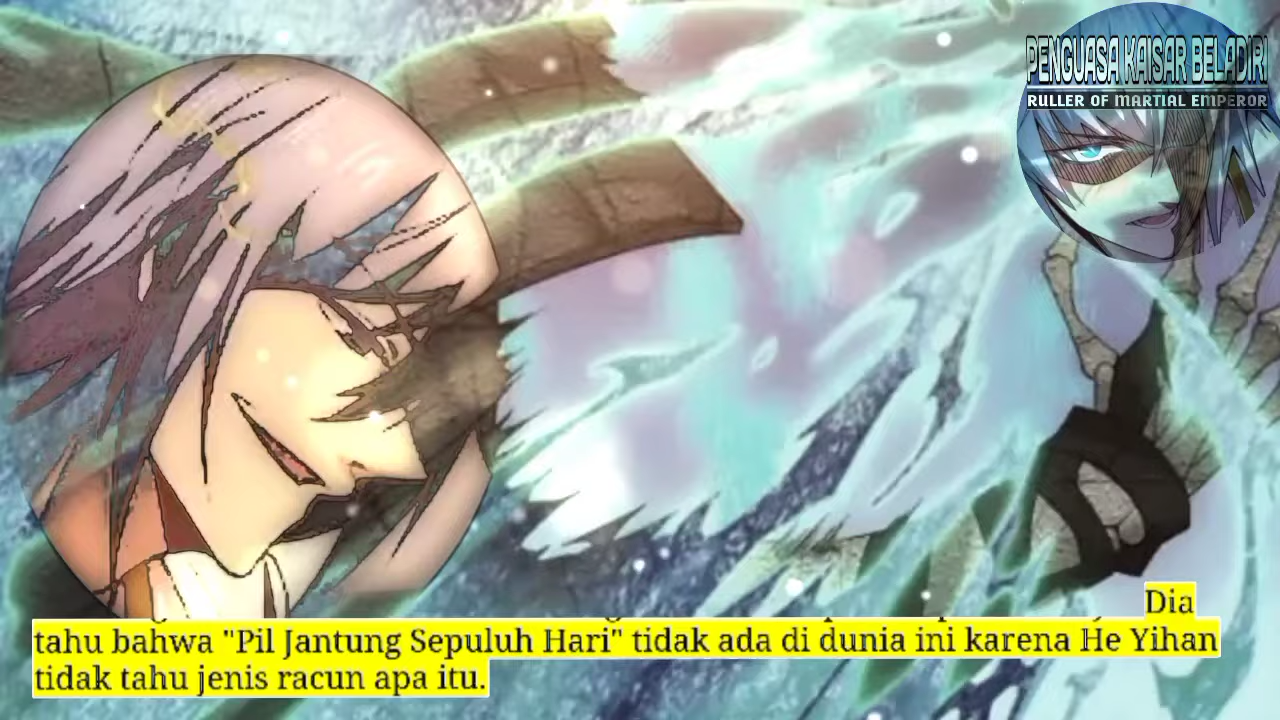 PENGUASA KAISAR BELADIRI
RULLER OF MARTIAL EMPEROR
Dia
tahu bahwa "Pil Jantung Sepuluh Hari" tidak ada di dunia ini karena He Yihan
tidak tahu jenis racun apa itu.